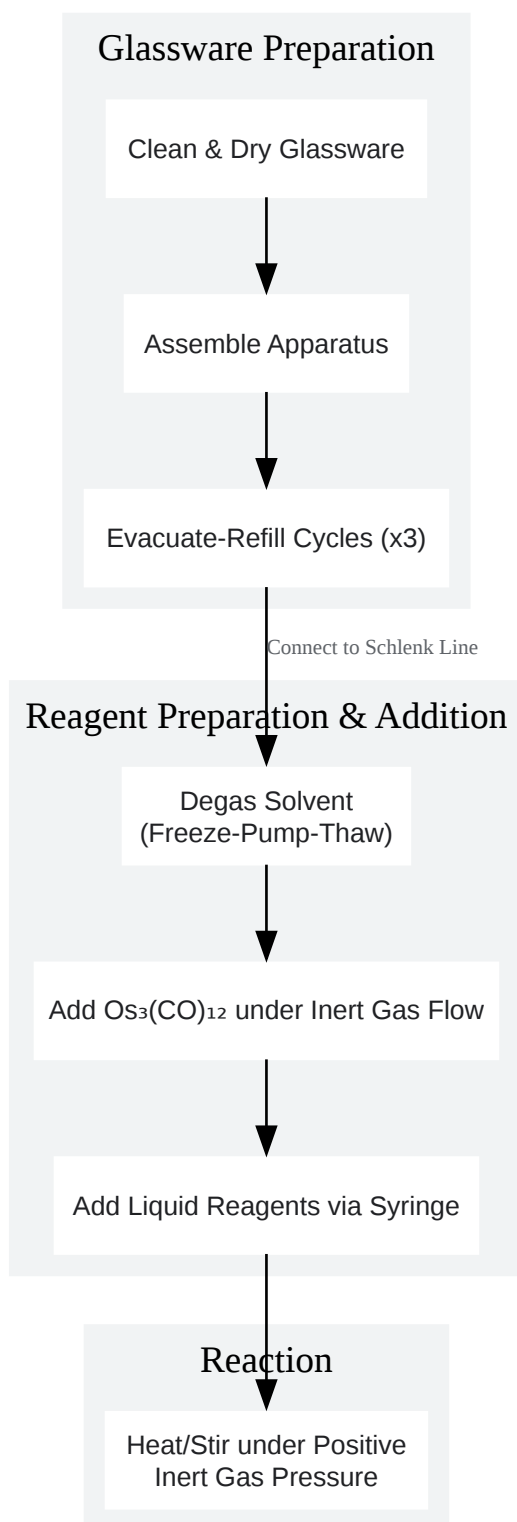 Glassware Preparation
Clean & Dry Glassware
Assemble Apparatus
Evacuate-Refill Cycles (x3)
Connect to Schlenk Line
Reagent Preparation & Addition
Degas Solvent
(Freeze-Pump-Thaw)
Add Os₃(CO)₁₂ under Inert Gas Flow
Add Liquid Reagents via Syringe
Reaction
Heat/Stir under Positive
Inert Gas Pressure